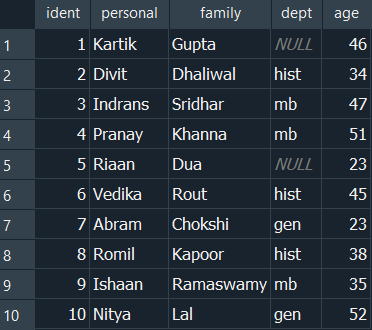 ident personal family dept age
1 1 Kartik Gupta NULL 46
2 2 Divit Dhaliwal hist 34
3 3 Indrans Sridhar mb 47
4 4 Pranay Khanna mb 51
5 5 Riaan Dua NULL 23
6 6 Vedika Rout hist 45
7 7 Abram Chokshi gen 23
8 8 Romil Kapoor hist 38
9 9 Ishaan Ramaswamy mb 35
10 10 Nitya Lal gen 52